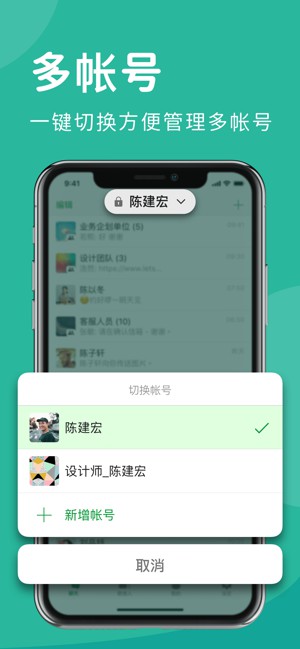 多帐号
一键切换方便管理多帐号
9:41
编辑
陈建宏
业务企划单位 (5)
设计团队 (3)
陈以冬
客服人员 (10)
陈子轩
切换帐号
陈建宏
设计师_陈建宏
新增帐号
取消